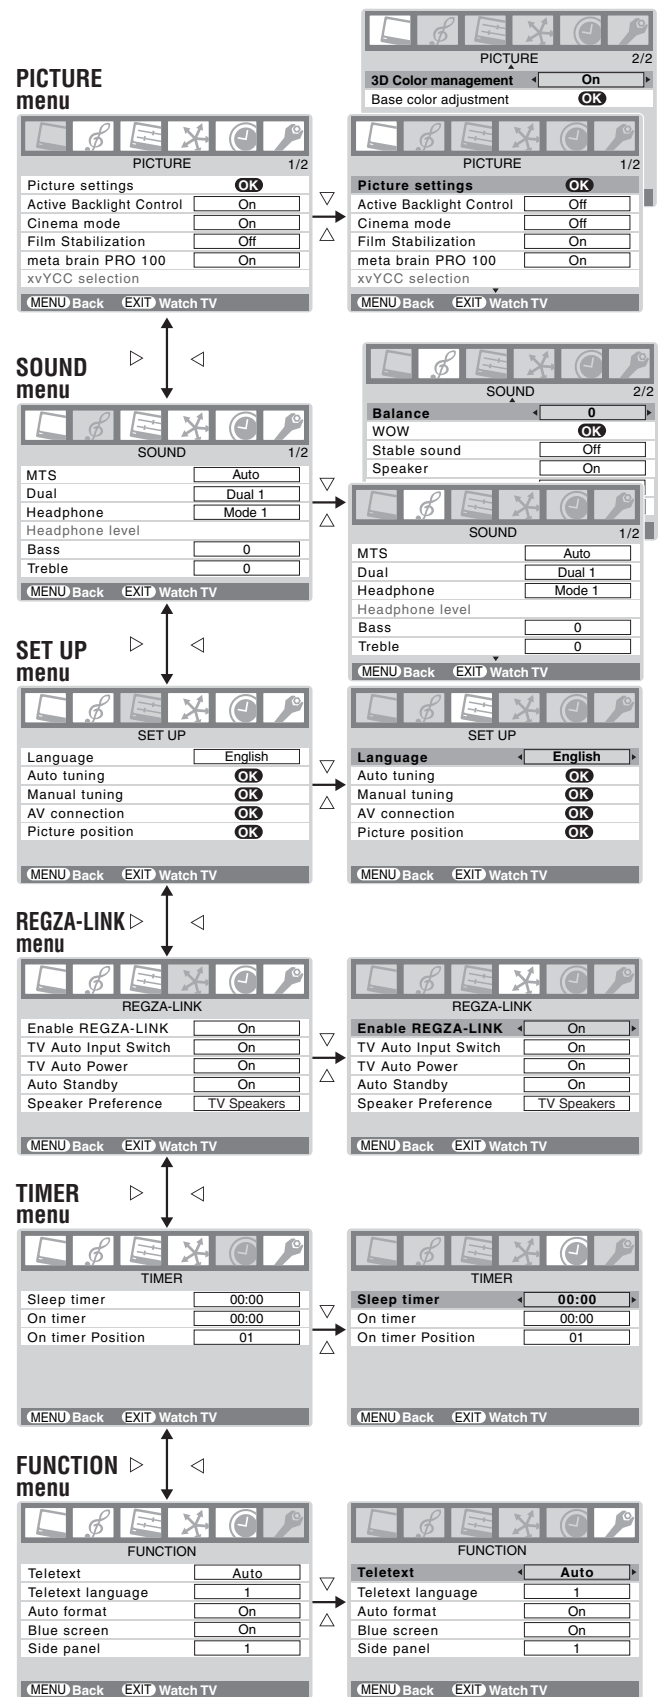 PICTURE 2/2
3D Color management On
Base color adjustment OK
PICTURE
menu
PICTURE 1/2
Picture settings OK
Active Backlight Control On
Cinema mode On
Film Stabilization Off
meta brain PRO 100 On
xvYCC selection
MENU Back EXIT Watch TV
PICTURE 1/2
Picture settings OK
Active Backlight Control Off
Cinema mode Off
Film Stabilization On
meta brain PRO 100 On
xvYCC selection
MENU Back EXIT Watch TV
SOUND
menu
SOUND 1/2
MTS Auto
Dual Dual 1
Headphone Mode 1
Headphone level
Bass 0
Treble 0
MENU Back EXIT Watch TV
SOUND 2/2
Balance 0
WOW OK
Stable sound Off
Speaker On
SOUND 1/2
MTS Auto
Dual Dual 1
Headphone Mode 1
Headphone level
Bass 0
Treble 0
MENU Back EXIT Watch TV
SET UP
menu
SET UP
Language English
Auto tuning OK
Manual tuning OK
AV connection OK
Picture position OK
MENU Back EXIT Watch TV
SET UP
Language English
Auto tuning OK
Manual tuning OK
AV connection OK
Picture position OK
MENU Back EXIT Watch TV
REGZA-LINK
menu
REGZA-LINK
Enable REGZA-LINK On
TV Auto Input Switch On
TV Auto Power On
Auto Standby On
Speaker Preference TV Speakers
MENU Back EXIT Watch TV
REGZA-LINK
Enable REGZA-LINK On
TV Auto Input Switch On
TV Auto Power On
Auto Standby On
Speaker Preference TV Speakers
MENU Back EXIT Watch TV
TIMER
menu
TIMER
Sleep timer 00:00
On timer 00:00
On timer Position 01
MENU Back EXIT Watch TV
TIMER
Sleep timer 00:00
On timer 00:00
On timer Position 01
MENU Back EXIT Watch TV
FUNCTION
menu
FUNCTION
Teletext Auto
Teletext language 1
Auto format On
Blue screen On
Side panel 1
MENU Back EXIT Watch TV
FUNCTION
Teletext Auto
Teletext language 1
Auto format On
Blue screen On
Side panel 1
MENU Back EXIT Watch TV